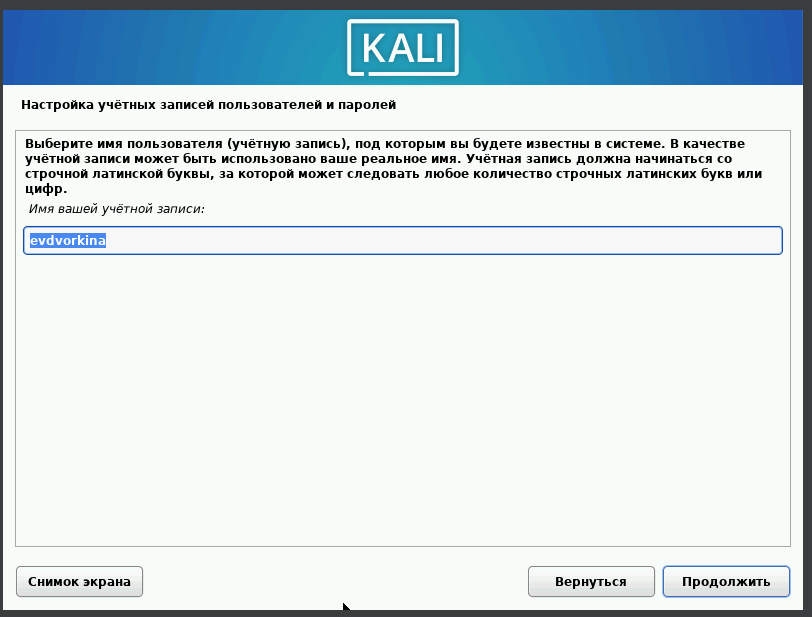 KALI
Настройка учётных записей пользователей и паролей
Выберите имя пользователя (учётную запись), под которым вы будете известны в системе. В качестве
учётной записи может быть использовано ваше реальное имя. Учётная запись должна начинаться со
строчной латинской буквы, за которой может следовать любое количество строчных латинских букв или
цифр.
Имя вашей учётной записи:
evdvorkina
Снимок экрана
Вернуться
Продолжить